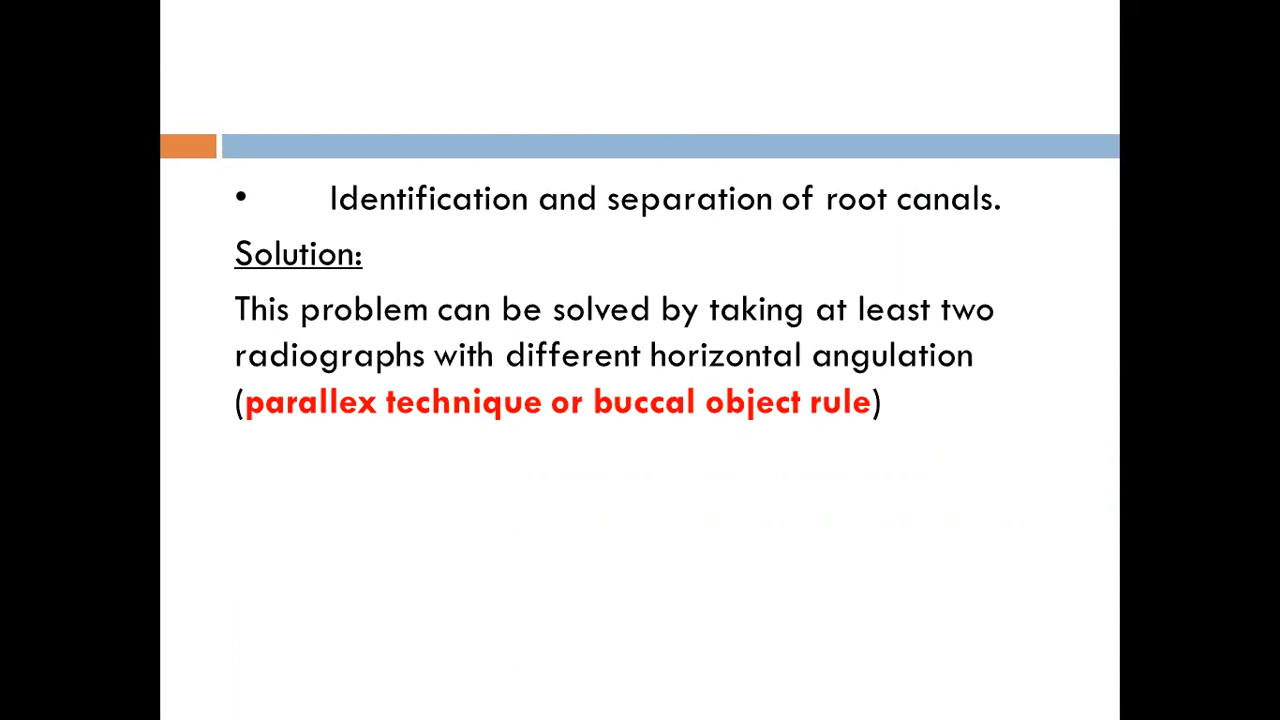 • Identification and separation of root canals.
Solution:
This problem can be solved by taking at least two
radiographs with different horizontal angulation
(parallex technique or buccal object rule)